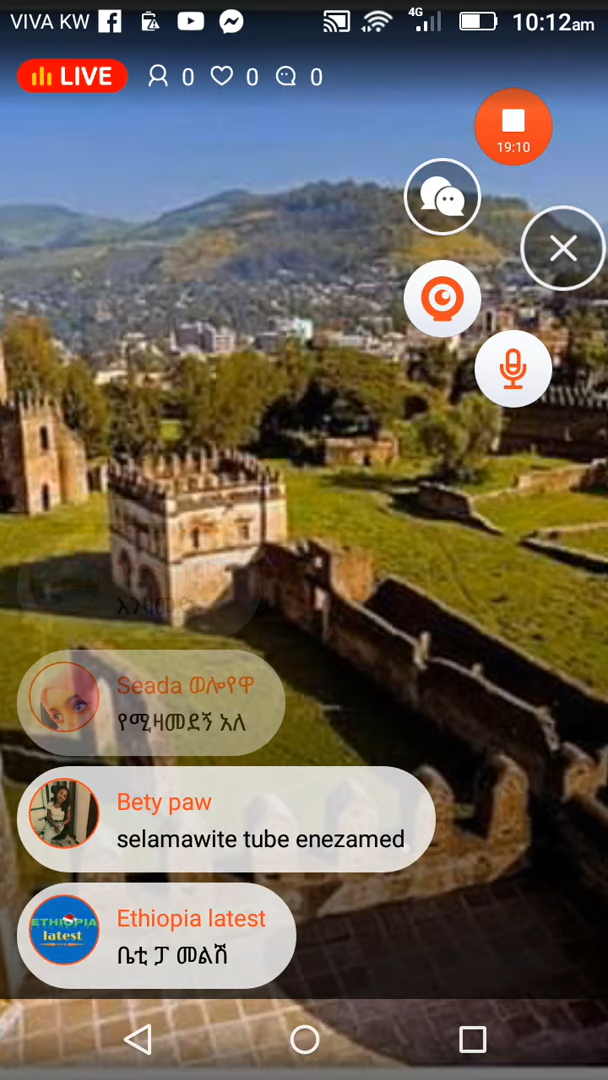 VIVA KW
4G
10:12am
LIVE 0 0 0
19:10
እንዛመድ
Seada ወሎየዋ
የሚዛመደኝ አለ
Bety paw
selamawite tube enezamed
ETHIOPIA
latest
Ethiopia latest
ቤቲ ፓ መልሽ